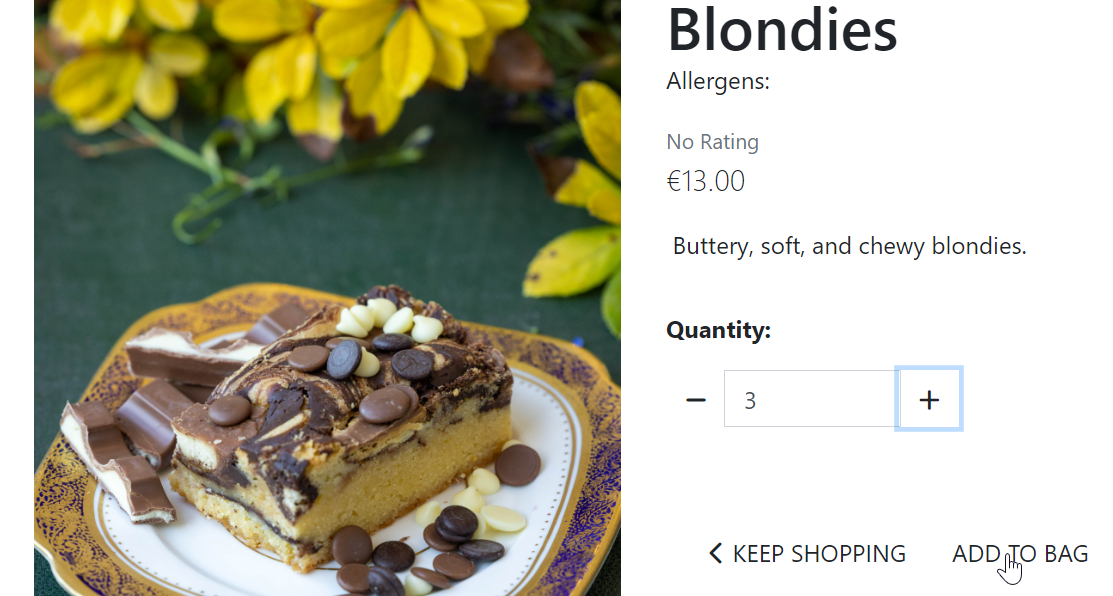 Blondies
Allergens:
No Rating
€13.00
Buttery, soft, and chewy blondies.
Quantity:
− 3 +
KEEP SHOPPING ADD TO BAG